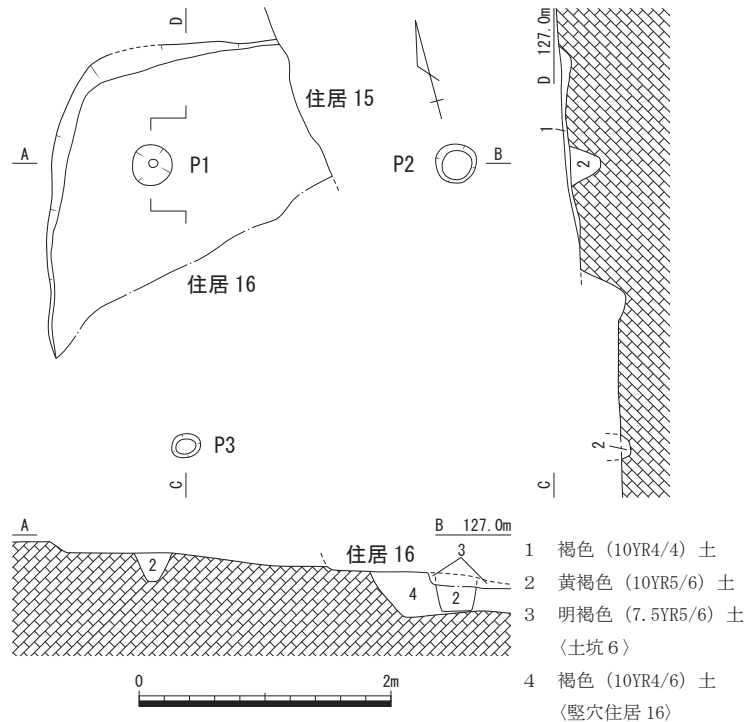 D
127.0m
D
住居 15
1
A
P1
P2
B
2
住居 16
P3
2
C
C
A
B 127.0m
住居 16
3
2
4
2
1 褐色 (10YR4/4) 土
2 黄褐色 (10YR5/6) 土
3 明褐色 (7.5YR5/6) 土
〈土坑６〉
4 褐色 (10YR4/6) 土
〈竪穴住居 16〉
0
2m